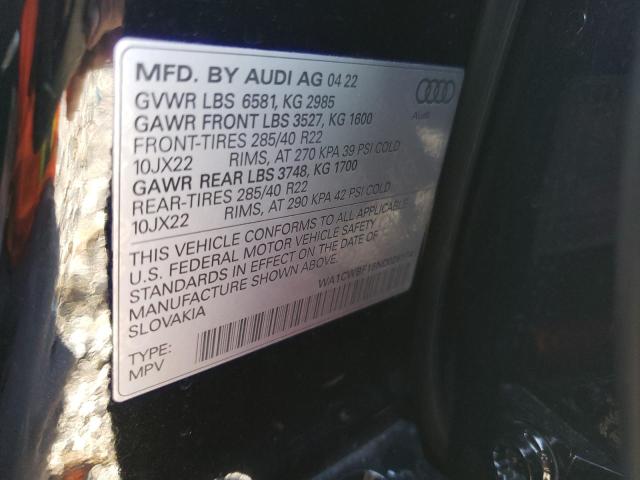 MFD. BY AUDI AG 04 22
GVWR LBS 6581, KG 2985
GAWR FRONT LBS 3527, KG 1600
FRONT-TIRES 285/40 R22
10JX22 RIMS, AT 270 KPA 39 PSI COLD
GAWR REAR LBS 3748, KG 1700
REAR-TIRES 285/40 R22
10JX22 RIMS, AT 290 KPA 42 PSI COLD
THIS VEHICLE CONFORMS TO ALL APPLICABLE
U.S. FEDERAL MOTOR VEHICLE SAFETY
STANDARDS IN EFFECT ON THE DATE OF
MANUFACTURE SHOWN ABOVE.
SLOVAKIA
TYPE:
MPV
Audi